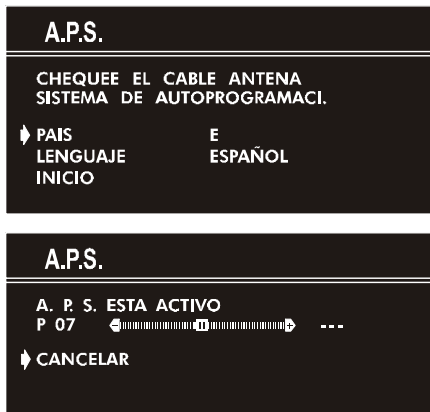 A.P.S.
CHEQUEE EL CABLE ANTENA
SISTEMA DE AUTOPROGRAMACI.
PAIS E
LENGUAJE ESPAÑOL
INICIO
A.P.S.
A. P. S. ESTA ACTIVO
P 07 - + ---
CANCELAR